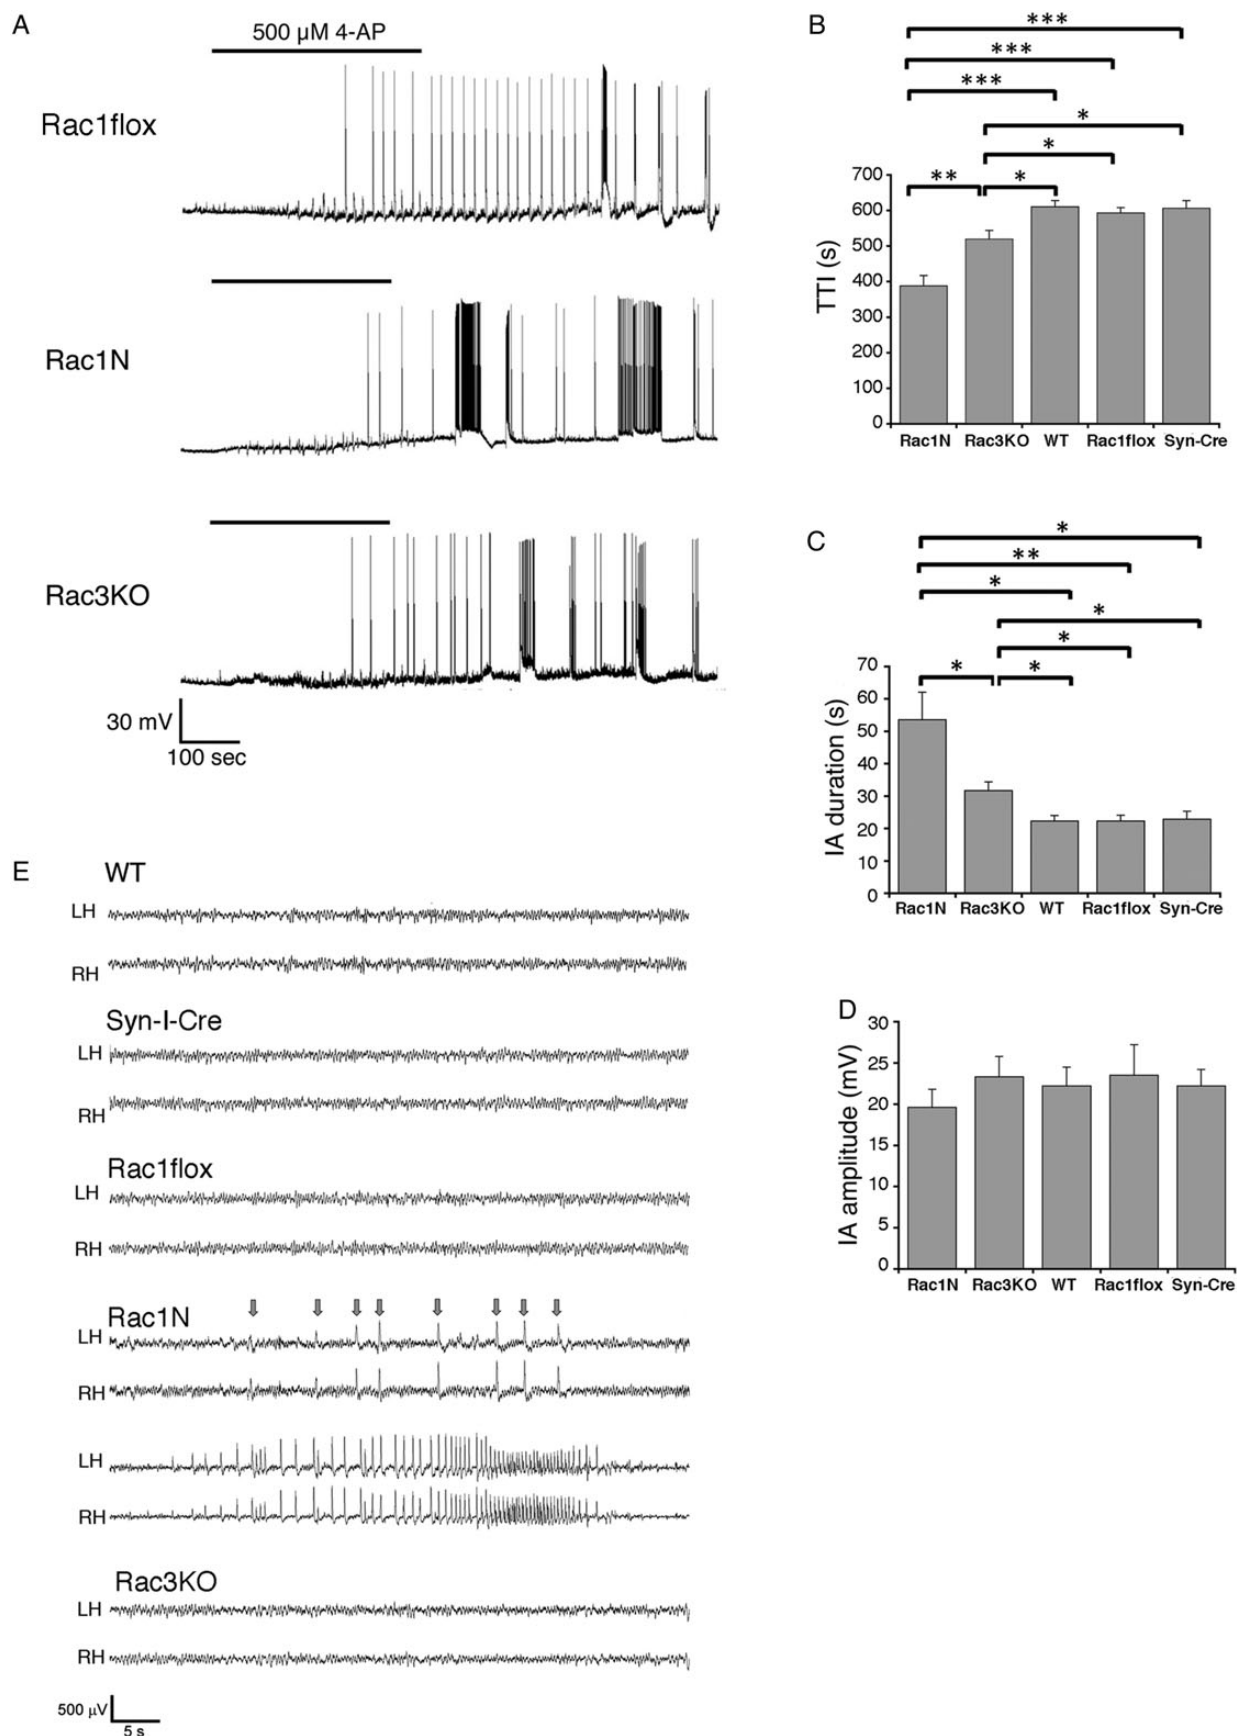 A
500 µM 4-AP
Rac1flox
Rac1N
Rac3KO
30 mV
100 sec
B
***
***
***
*
*
** *
TTI (s)
700
600
500
400
300
200
100
0
Rac1N Rac3KO WT Rac1flox Syn-Cre
C
*
**
*
*
*
* *
IA duration (s)
70
60
50
40
30
20
10
0
Rac1N Rac3KO WT Rac1flox Syn-Cre
D
IA amplitude (mV)
30
25
20
15
10
5
0
Rac1N Rac3KO WT Rac1flox Syn-Cre
E
WT
LH
RH
Syn-I-Cre
LH
RH
Rac1flox
LH
RH
Rac1N
LH
RH
LH
RH
Rac3KO
LH
RH
500 µV
5 s